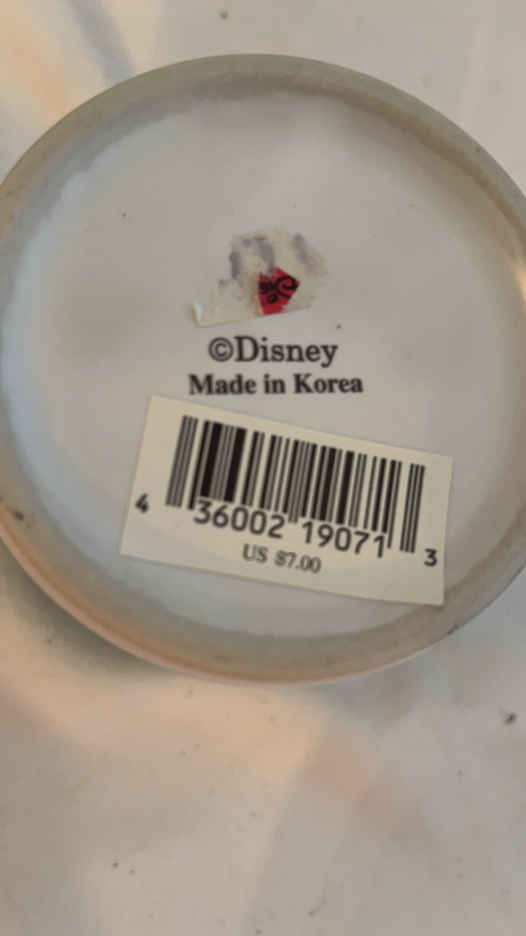 ©Disney
Made in Korea
4 36002 19071 3
US $7.00